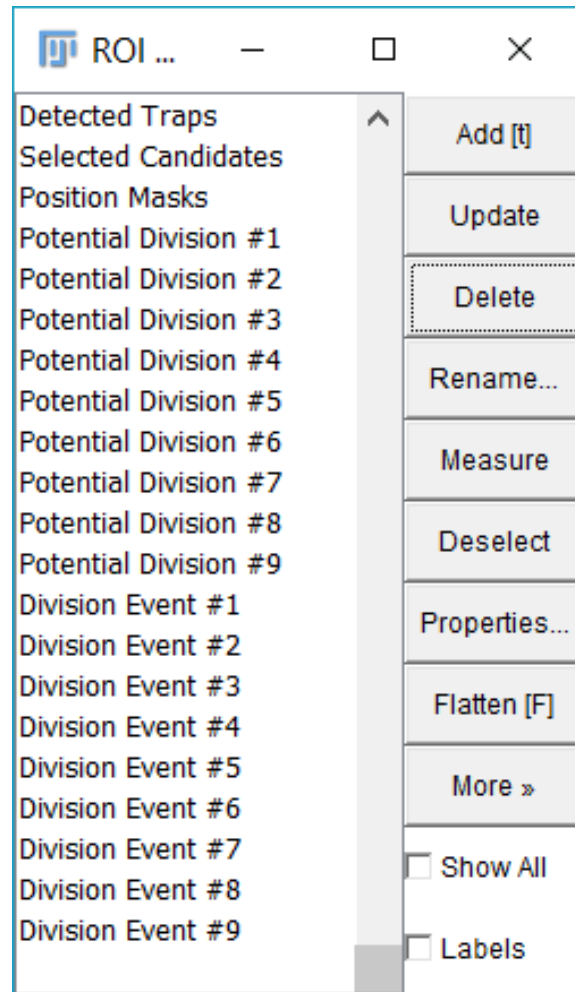 ROI ...
Detected Traps
Selected Candidates
Position Masks
Potential Division #1
Potential Division #2
Potential Division #3
Potential Division #4
Potential Division #5
Potential Division #6
Potential Division #7
Potential Division #8
Potential Division #9
Division Event #1
Division Event #2
Division Event #3
Division Event #4
Division Event #5
Division Event #6
Division Event #7
Division Event #8
Division Event #9
Add [t]
Update
Delete
Rename...
Measure
Deselect
Properties...
Flatten [F]
More »
Show All
Labels